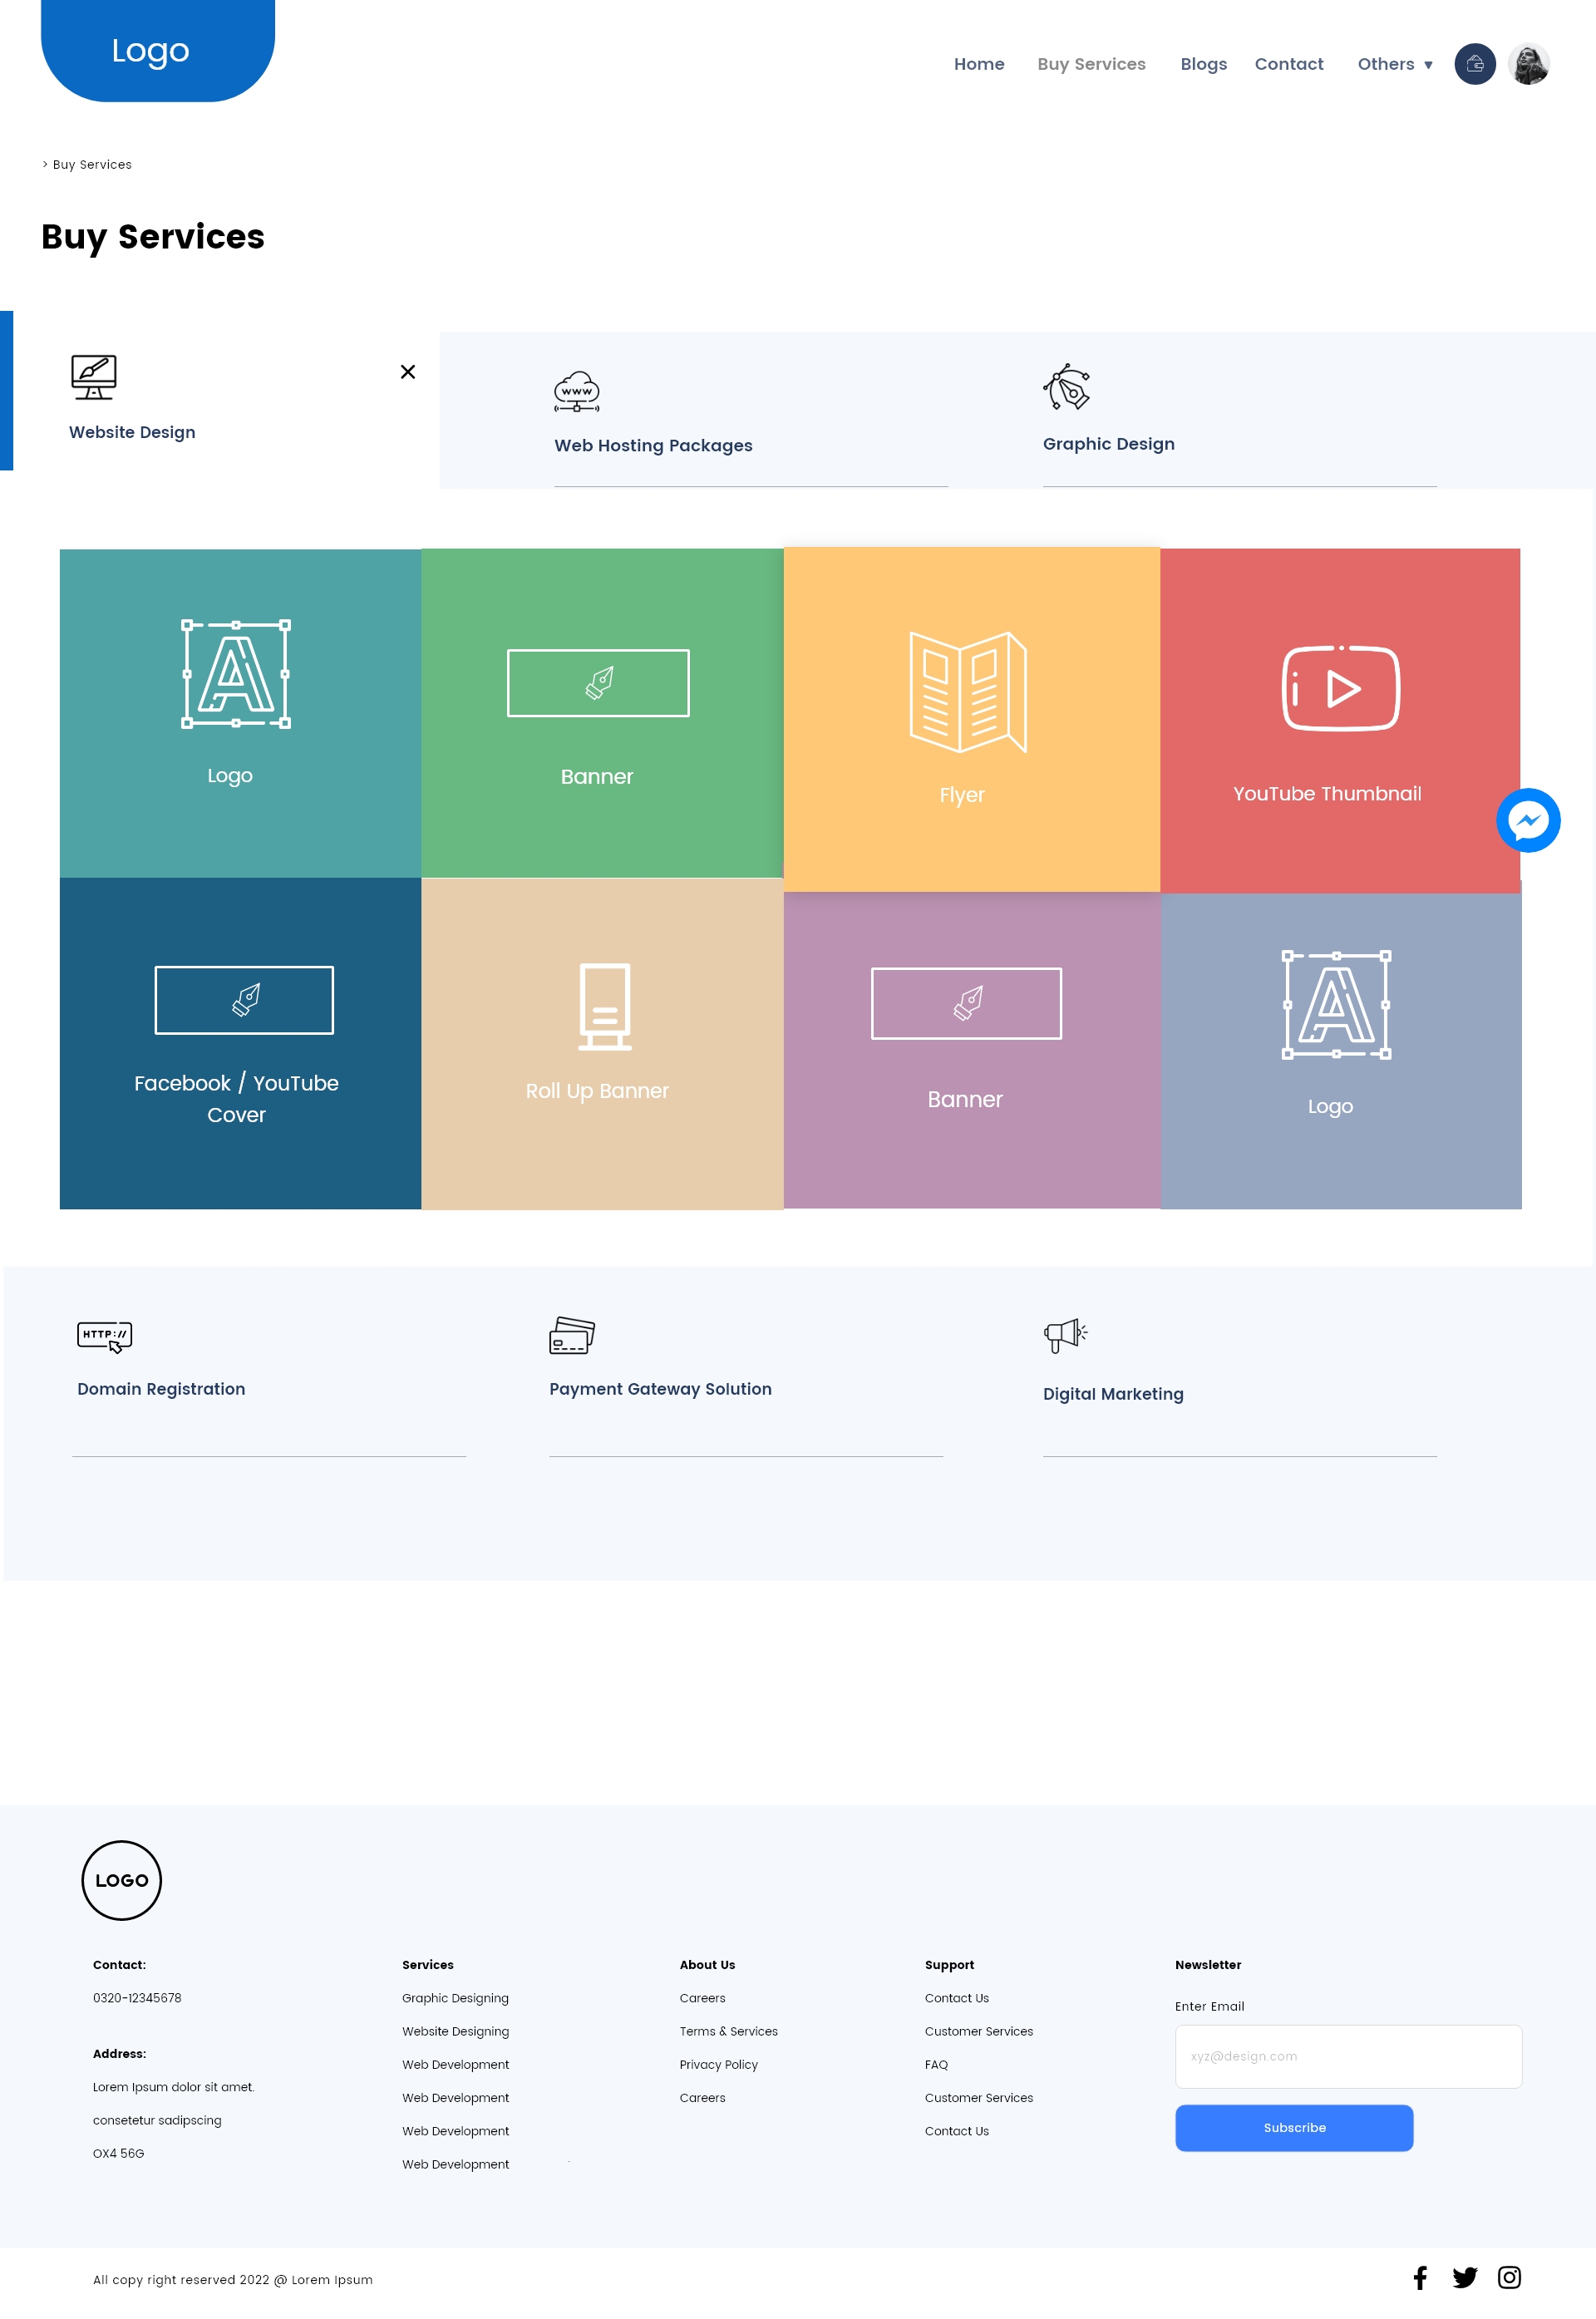 Logo
Home
Buy Services
Blogs
Contact
Others
> Buy Services
Buy Services
Website Design
WWW
Web Hosting Packages
Graphic Design
A
Logo
Banner
Flyer
YouTube Thumbnail
Facebook / YouTube
Cover
Roll Up Banner
Banner
A
Logo
HTTP://
Domain Registration
Payment Gateway Solution
Digital Marketing
LOGO
Contact:
0320-12345678
Address:
Lorem Ipsum dolor sit amet.
consetetur sadipscing
OX4 56G
Services
Graphic Designing
Website Designing
Web Development
Web Development
Web Development
Web Development
About Us
Careers
Terms & Services
Privacy Policy
Careers
Support
Contact Us
Customer Services
FAQ
Customer Services
Contact Us
Newsletter
Enter Email
xyz@design.com
Subscribe
All copy right reserved 2022 @ Lorem Ipsum